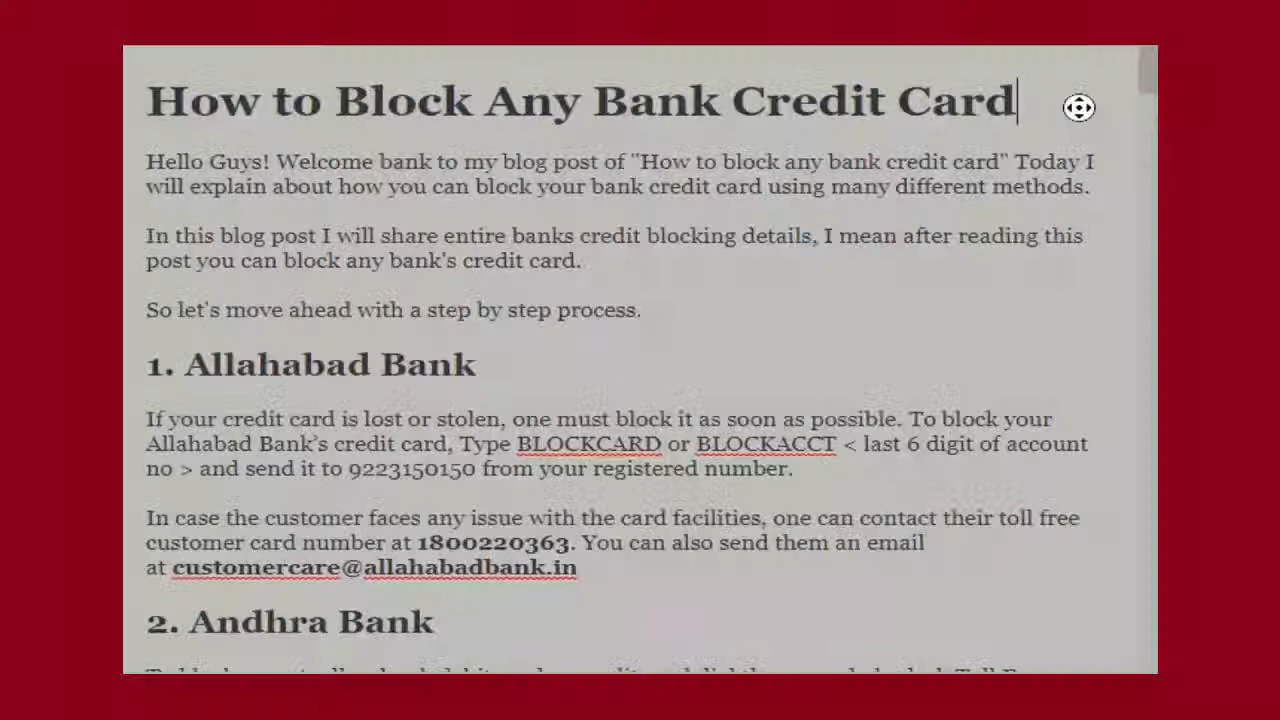 How to Block Any Bank Credit Card
Hello Guys! Welcome bank to my blog post of "How to block any bank credit card" Today I
will explain about how you can block your bank credit card using many different methods.
In this blog post I will share entire banks credit blocking details, I mean after reading this
post you can block any bank's credit card.
So let's move ahead with a step by step process.
1. Allahabad Bank
If your credit card is lost or stolen, one must block it as soon as possible. To block your
Allahabad Bank’s credit card, Type BLOCKCARD or BLOCKACCT < last 6 digit of account
no > and send it to 9223150150 from your registered number.
In case the customer faces any issue with the card facilities, one can contact their toll free
customer card number at 1800220363. You can also send them an email
at customercare@allahabadbank.in
2. Andhra Bank